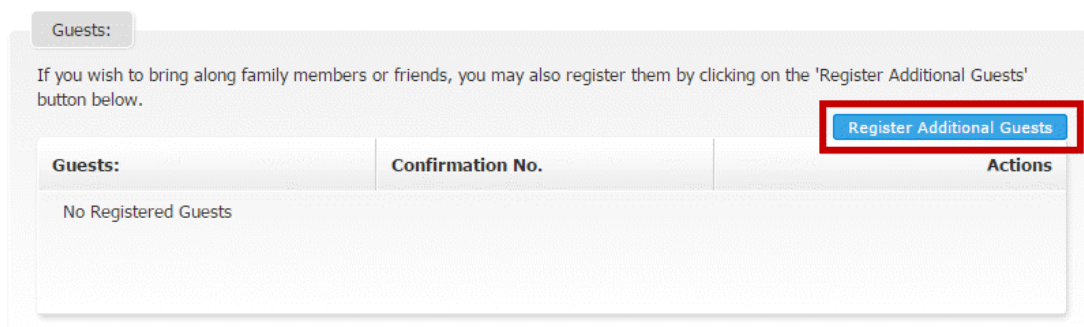 Guests:
If you wish to bring along family members or friends, you may also register them by clicking on the 'Register Additional Guests'
button below.
Register Additional Guests
Guests: Confirmation No. Actions
No Registered Guests